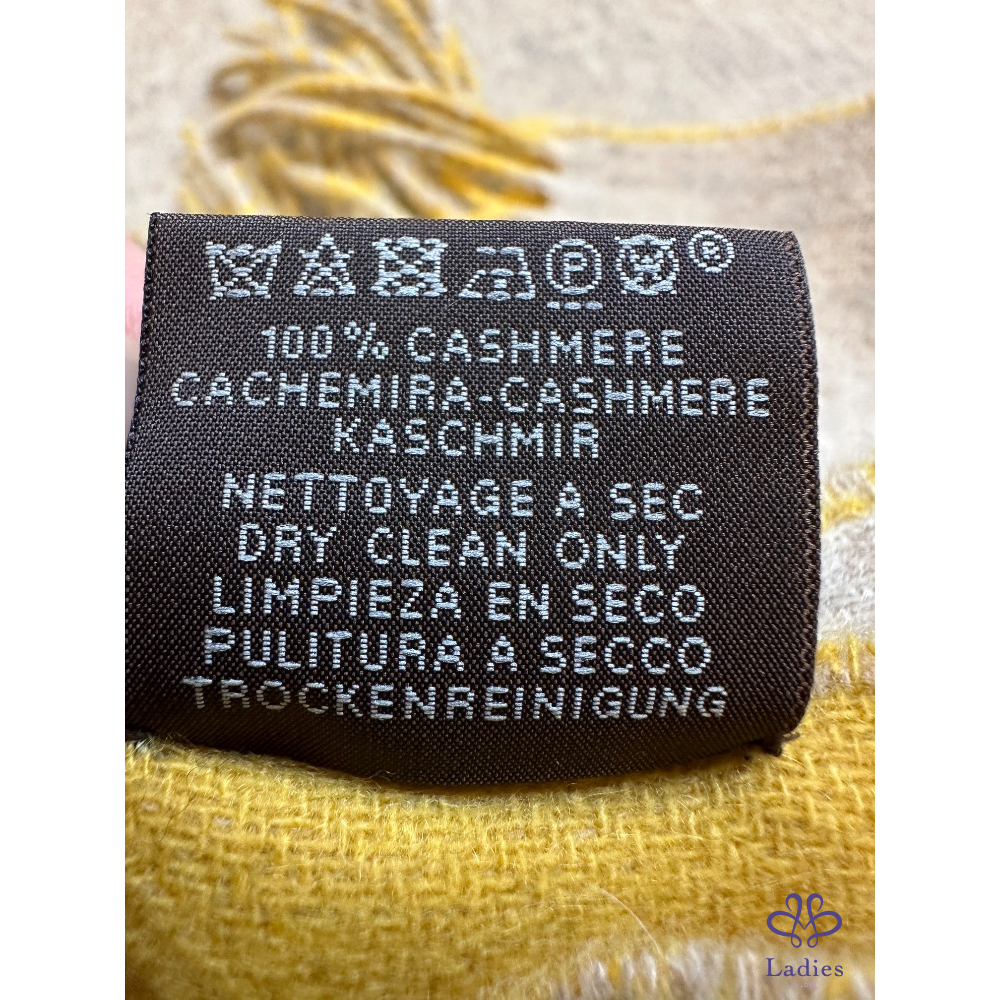 P
W
®
100% CASHMERE
CACHEMIRA-CASHMERE
KASCHMIR
NETTOYAGE A SEC
DRY CLEAN ONLY
LIMPIEZA EN SECO
PULITURA A SECCO
TROCKENREINIGUNG
Ladies